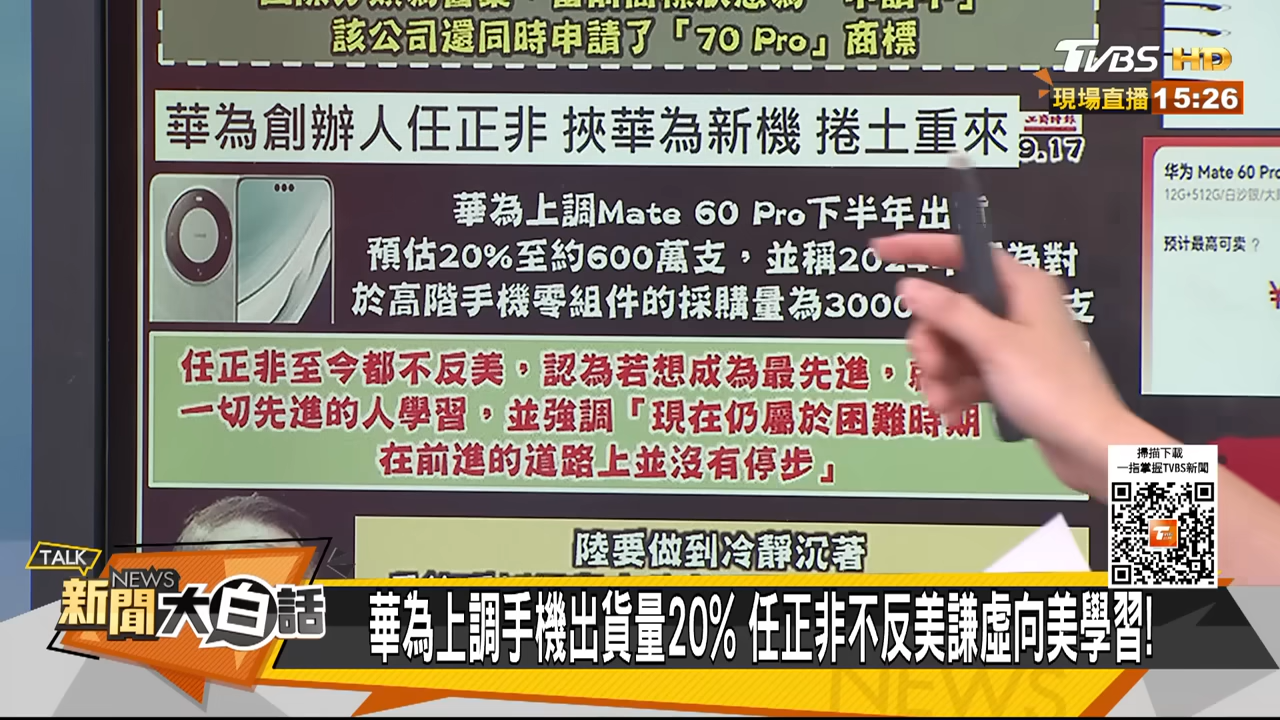 該公司還同時申請了「70 Pro」商標
TVBS HD
現場直播 15:26
華為創辦人任正非 挾華為新機 捲土重來
9.17
華為上調Mate 60 Pro下半年出
預估20%至約600萬支,並稱202 為對
於高階手機零組件的採購量為3000 支
任正非至今都不反美,認為若想成為最先進,
一切先進的人學習,並強調「現在仍屬於困難時期
在前進的道路上並沒有停步」
华为 Mate 60 Pro
12G+512G/白沙银/
预计最高可卖?
¥
掃描下載
一指掌握TVBS新聞
陸要做到冷靜沉著
TALK
NEWS
新聞大白話
華為上調手機出貨量20% 任正非不反美謙虛向美學習!
NEWS